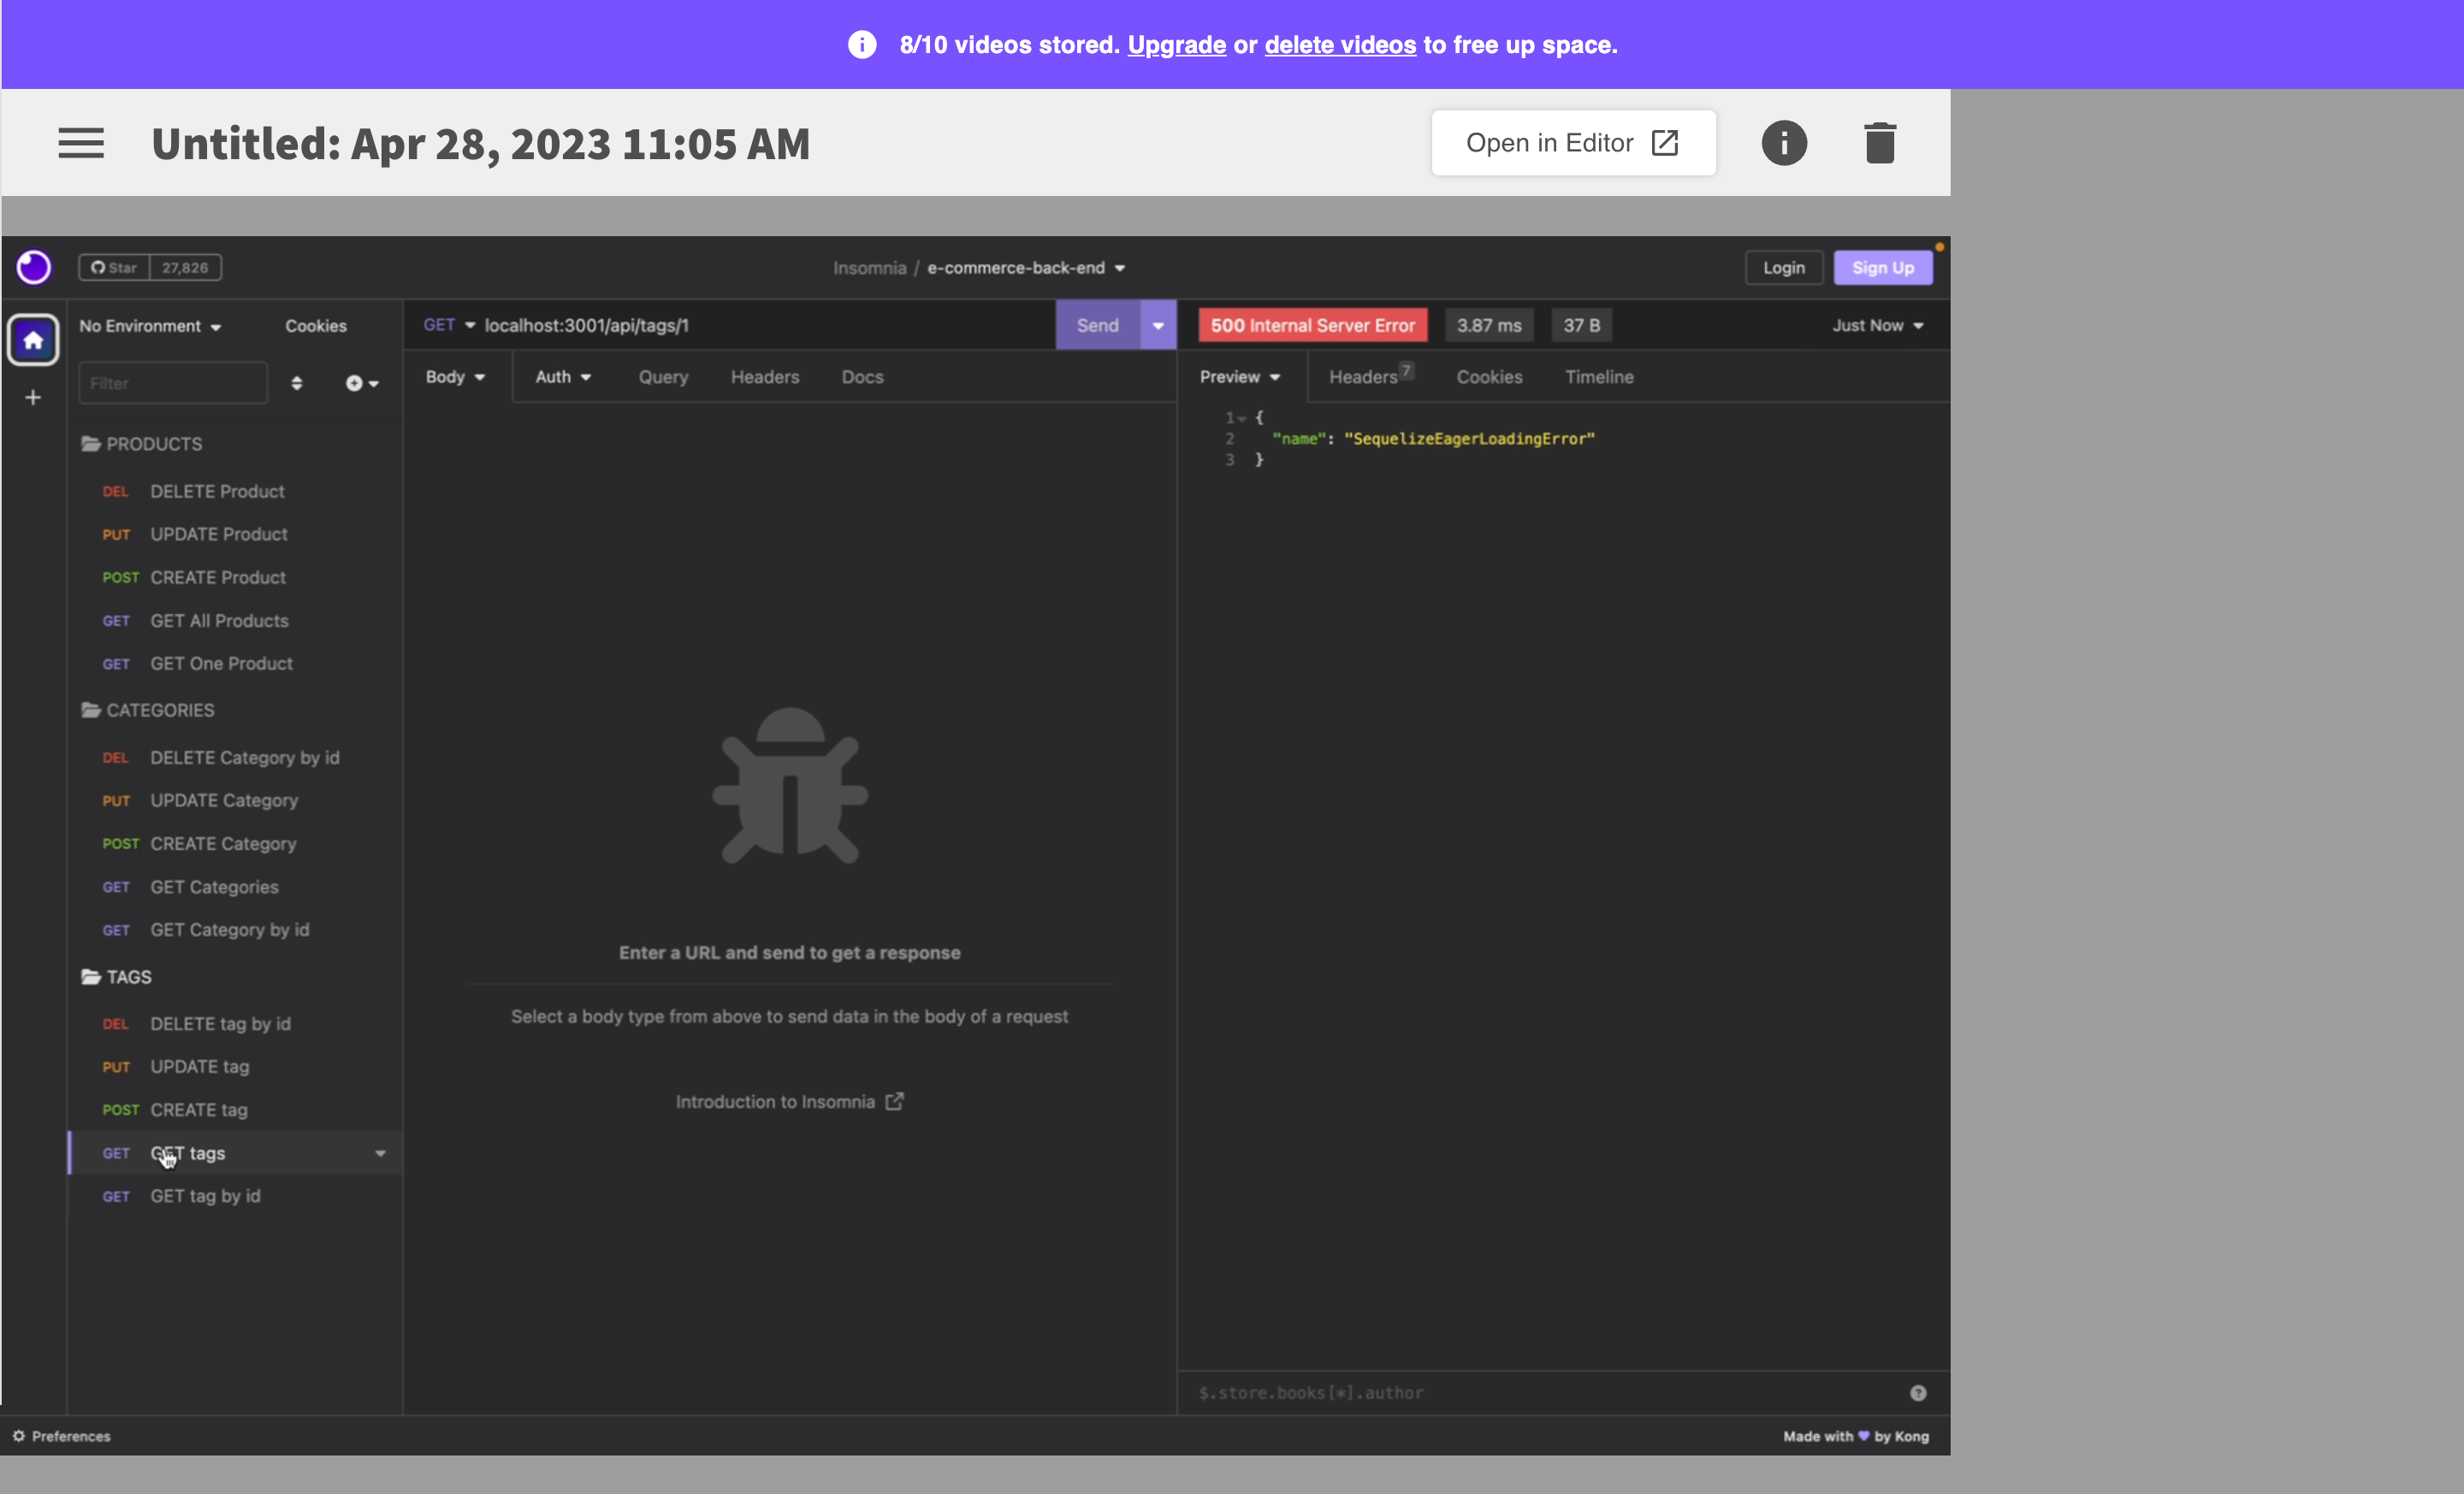 8/10 videos stored. Upgrade or delete videos to free up space.
Untitled: Apr 28, 2023 11:05 AM
Open in Editor
Star 27,826
Insomnia / e-commerce-back-end
Login
Sign Up
No Environment
Cookies
GET localhost:3001/api/tags/1
Send
500 Internal Server Error
3.87 ms
37 B
Just Now
Filter
Body
Auth
Query
Headers
Docs
Preview
Headers 7
Cookies
Timeline
1 {
2 "name": "SequelizeEagerLoadingError"
3 }
PRODUCTS
DEL DELETE Product
PUT UPDATE Product
POST CREATE Product
GET GET All Products
GET GET One Product
CATEGORIES
DEL DELETE Category by id
PUT UPDATE Category
POST CREATE Category
GET GET Categories
GET GET Category by id
TAGS
DEL DELETE tag by id
PUT UPDATE tag
POST CREATE tag
GET GET tags
GET GET tag by id
Enter a URL and send to get a response
Select a body type from above to send data in the body of a request
Introduction to Insomnia
$.store.books[*].author
Preferences
Made with by Kong